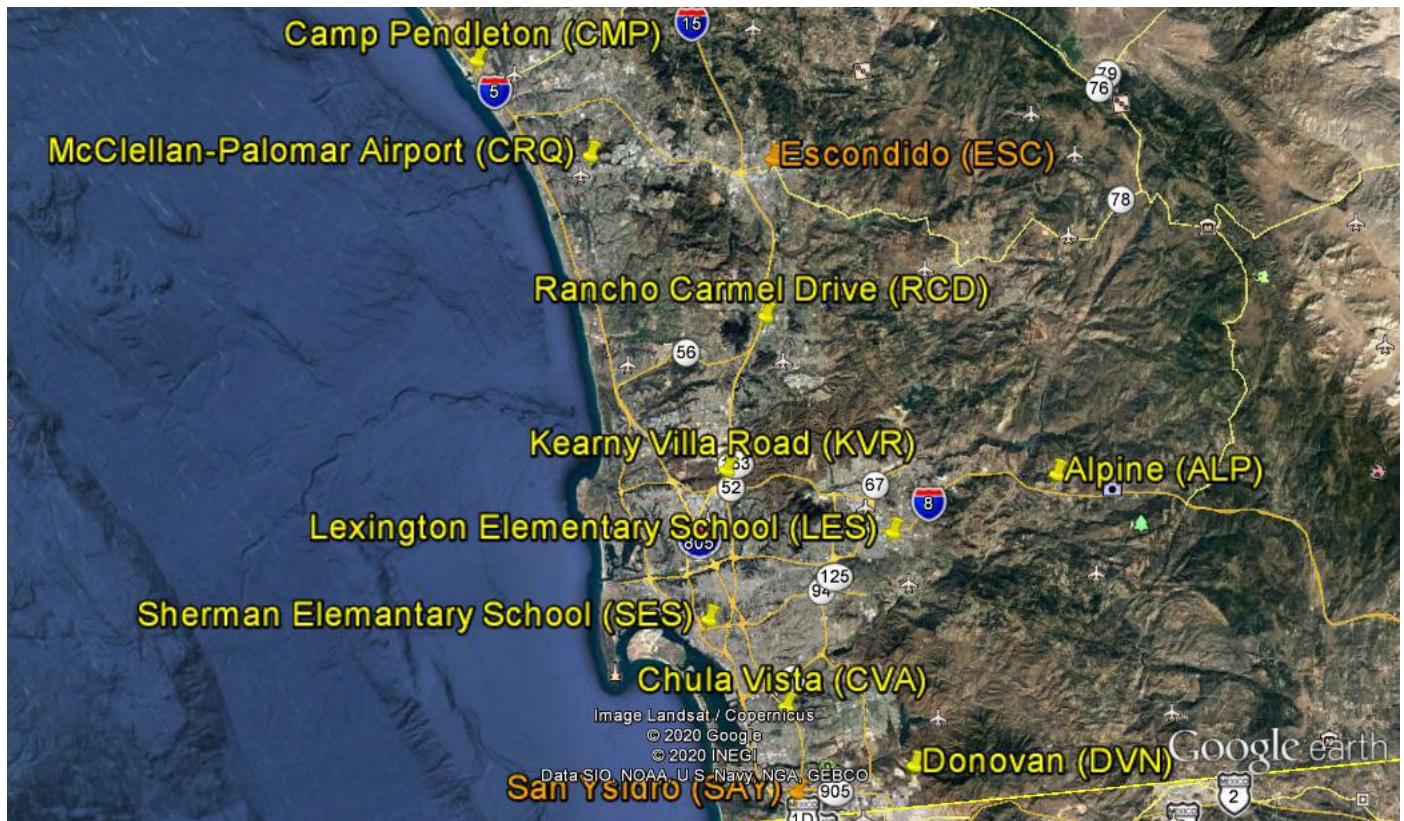 Camp Pendleton (CMP)
15
5
79
76
McClellan-Palomar Airport (CRQ)
Escondido (ESC)
78
Rancho Carmel Drive (RCD)
56
Kearny Villa Road (KVR)
52
67
Alpine (ALP)
8
Lexington Elementary School (LES)
805
125
94
Sherman Elemantary School (SES)
Chula Vista (CVA)
Image Landsat / Copernicus
© 2020 Google
© 2020 INEGI
Data SIO, NOAA, U.S. Navy, NGA, GEBCO
Donovan (DVN)
Google earth
San Ysidro (SAY)
905
MEXICO
2
1D